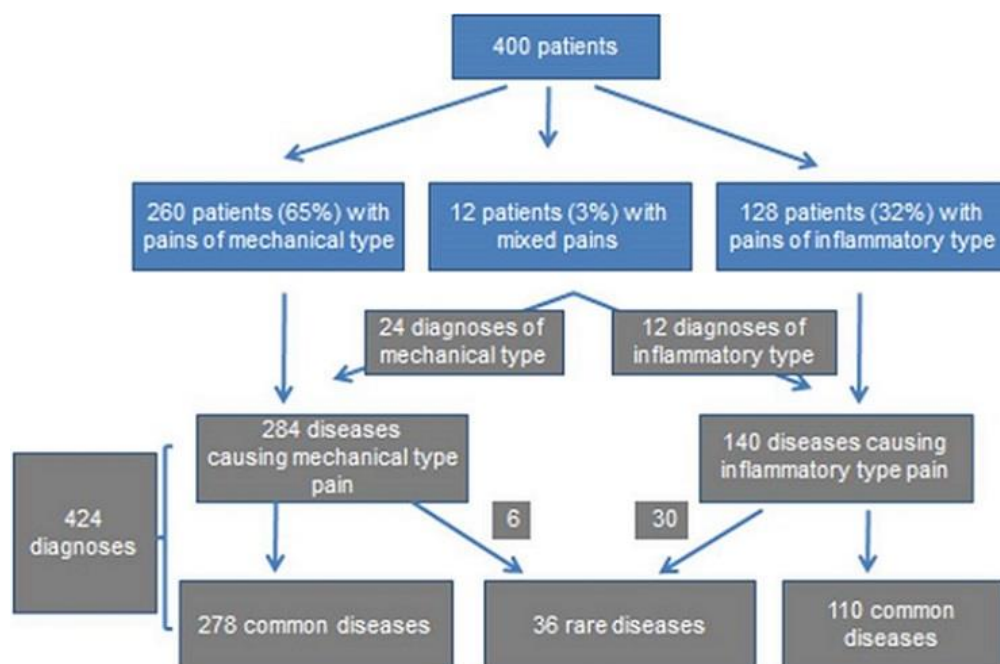 400 patients
260 patients (65%) with
pains of mechanical type
12 patients (3%) with
mixed pains
128 patients (32%) with
pains of inflammatory type
24 diagnoses of
mechanical type
12 diagnoses of
inflammatory type
284 diseases
causing mechanical type
pain
140 diseases causing
inflammatory type pain
424
diagnoses
6
30
278 common diseases
36 rare diseases
110 common
diseases